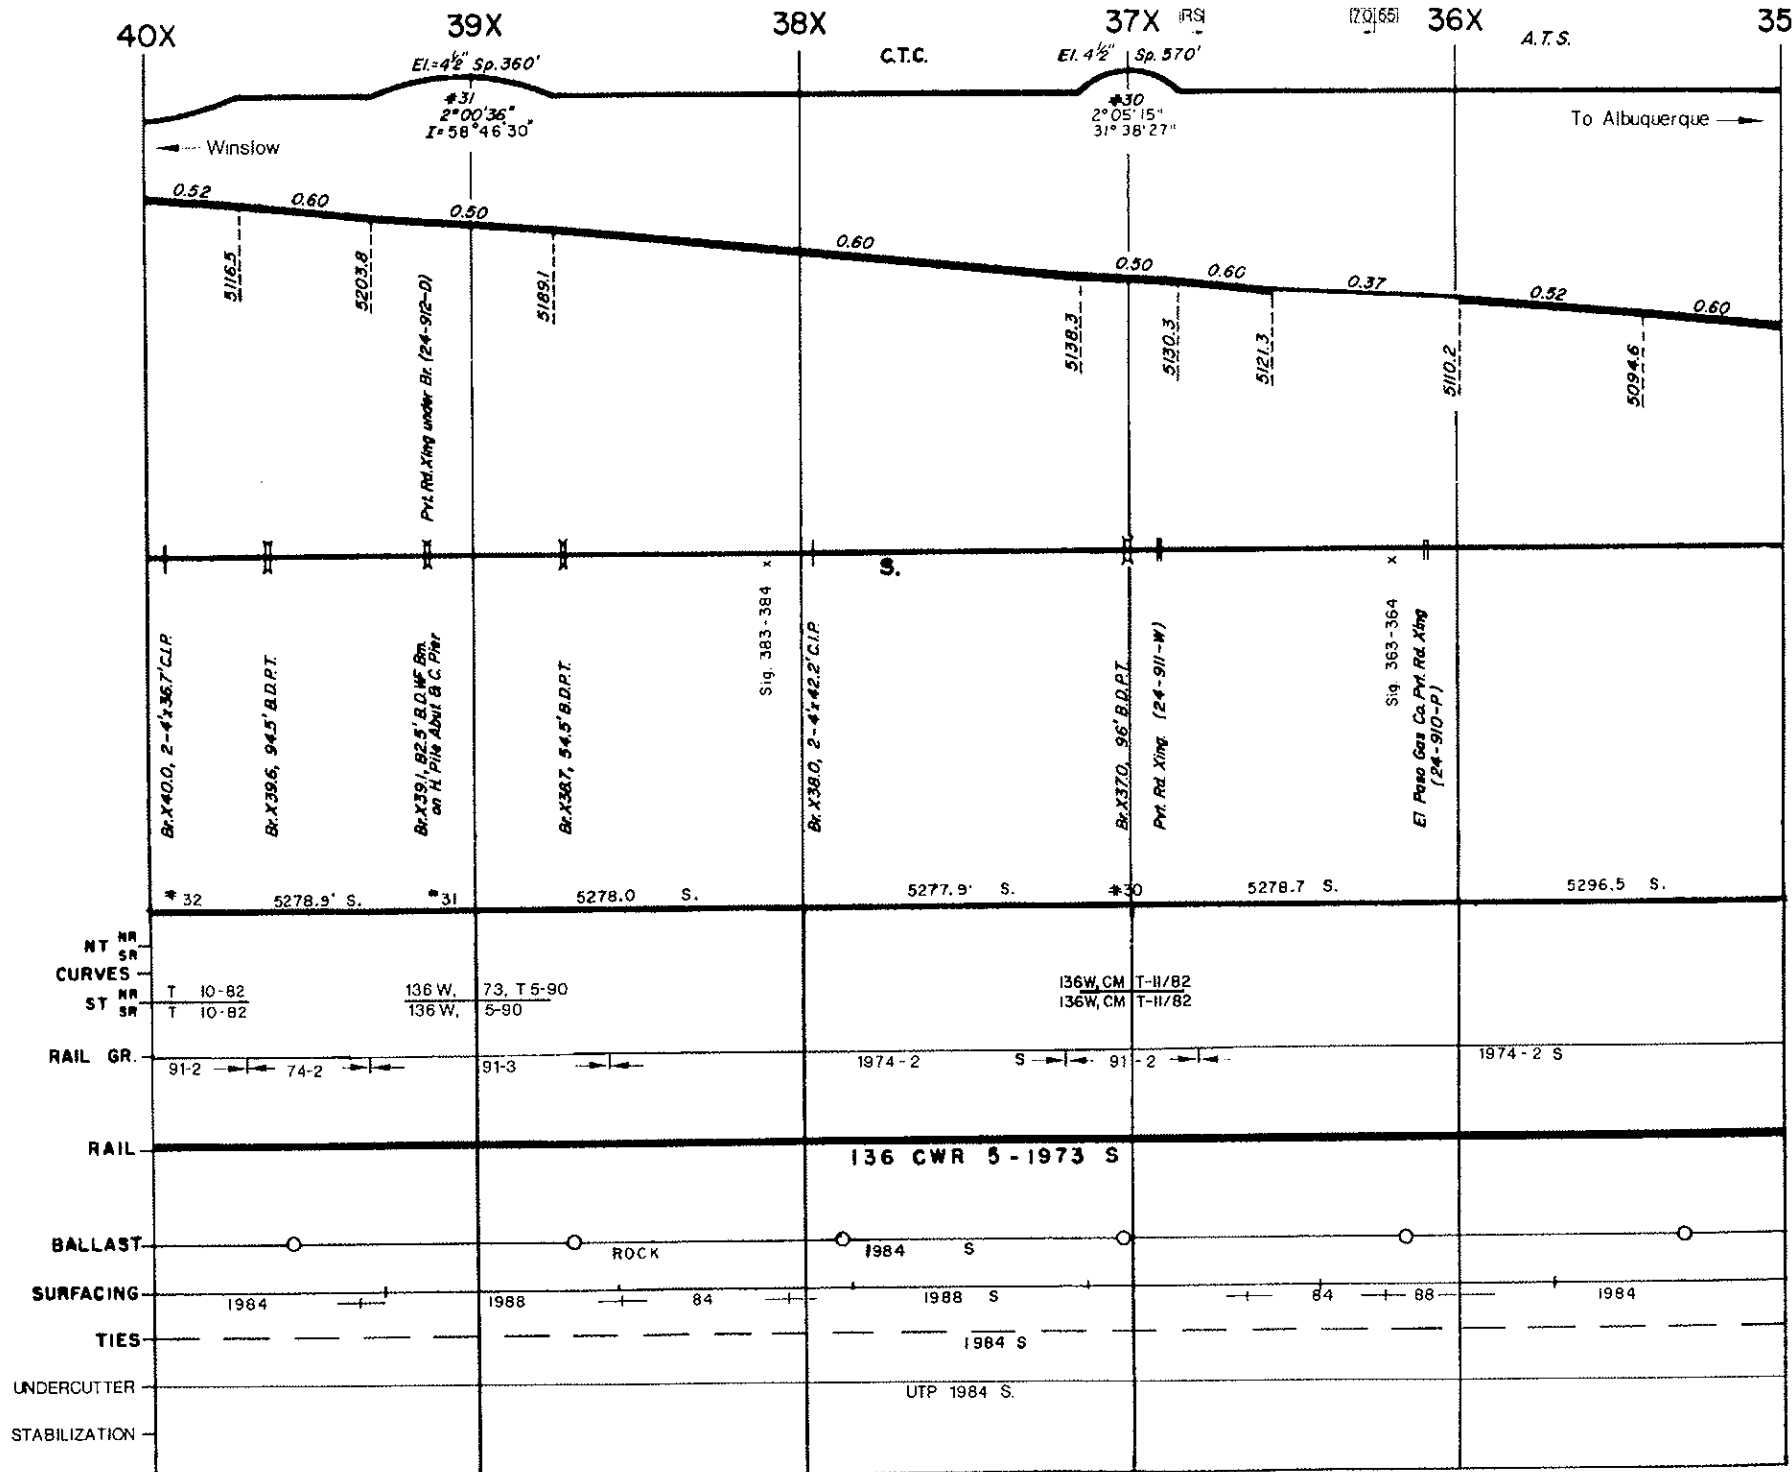 40X 39X 38X 37X RS 70 65 36X 35
El.=4½" Sp.360' C.T.C. El. 4½" Sp. 570' A.T.S.
#31
2°00'36"
I=58°46'30"
#30
2°05'15"
31°38'27"
Winslow
To Albuquerque
0.52 0.60 0.50 0.60 0.50 0.60 0.37 0.52 0.60
5116.5
5203.8
Pvt. Rd. Xing under Br. (24-912-D)
5189.1
5138.3
5130.3
5121.3
5110.2
5094.6
S.
Br. X40.0, 2-4'x36.7' C.I.P.
Br. X39.6, 94.5' B.D.P.T.
Br. X39.1, 82.5' B.D. WF Bm.
on H. Pile Abut. & C. Pier
Br. X38.7, 54.5' B.D.P.T.
Sig. 383-384
Br. X38.0, 2-4'x42.2' C.I.P.
Br. X37.0, 96' B.D.P.T.
Pvt. Rd. Xing. (24-911-W)
Sig. 363-364
El Paso Gas Co. Pvt. Rd. Xing
(24-910-P)
#32 5278.9' S. #31 5278.0 S. 5277.9' S. #30 5278.7 S. 5296.5 S.
NT NR
SR
CURVES
ST NR T 10-82 136 W, 73, T 5-90 136W, CM T-11/82
SR T 10-82 136 W, 5-90 136W, CM T-11/82
RAIL GR.
91-2 74-2 91-3 1974-2 S 91-2 1974-2 S
RAIL
136 CWR 5-1973 S
BALLAST
ROCK 1984 S
SURFACING
1984 1988 84 1988 S 84 88 1984
TIES
1984 S
UNDERCUTTER
UTP 1984 S.
STABILIZATION